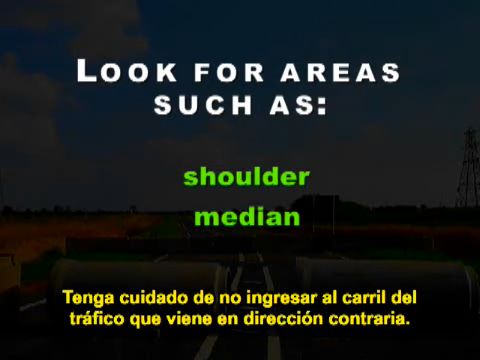 LOOK FOR AREAS
SUCH AS:
shoulder
median
Tenga cuidado de no ingresar al carril del
tráfico que viene en dirección contraria.